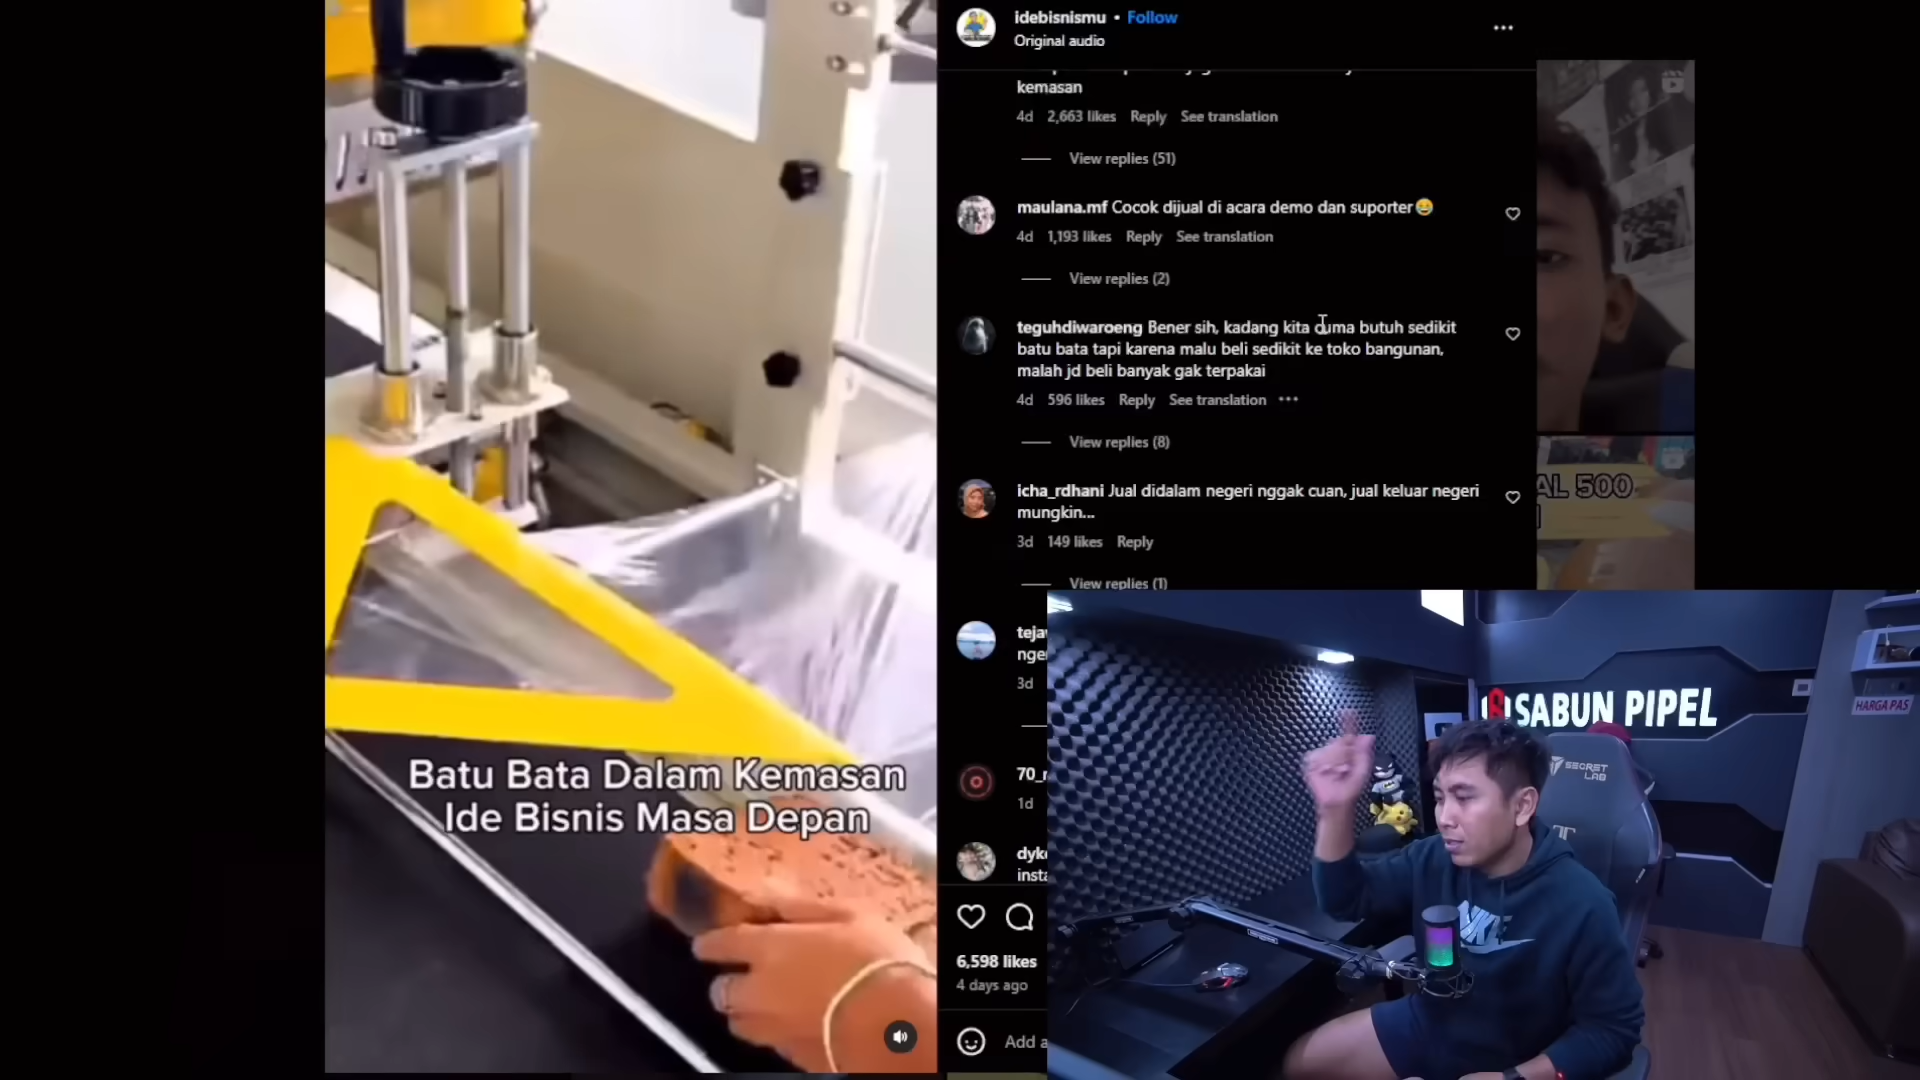 idebisnismu • Follow
Original audio
kemasan
4d 2,663 likes Reply See translation
View replies (51)
maulana.mf Cocok dijual di acara demo dan suporter😂
4d 1,193 likes Reply See translation
View replies (2)
teguhdiwaroeng Bener sih, kadang kita cuma butuh sedikit
batu bata tapi karena malu beli sedikit ke toko bangunan,
malah jd beli banyak gak terpakai
4d 596 likes Reply See translation
View replies (8)
icha_rdhani Jual didalam negeri nggak cuan, jual keluar negeri
mungkin...
3d 149 likes Reply
View replies (1)
3d
1d
6,598 likes
4 days ago
Add a
Batu Bata Dalam Kemasan
Ide Bisnis Masa Depan
AL 500
SABUN PIPEL
HARGA PAS
SECRET
LAB